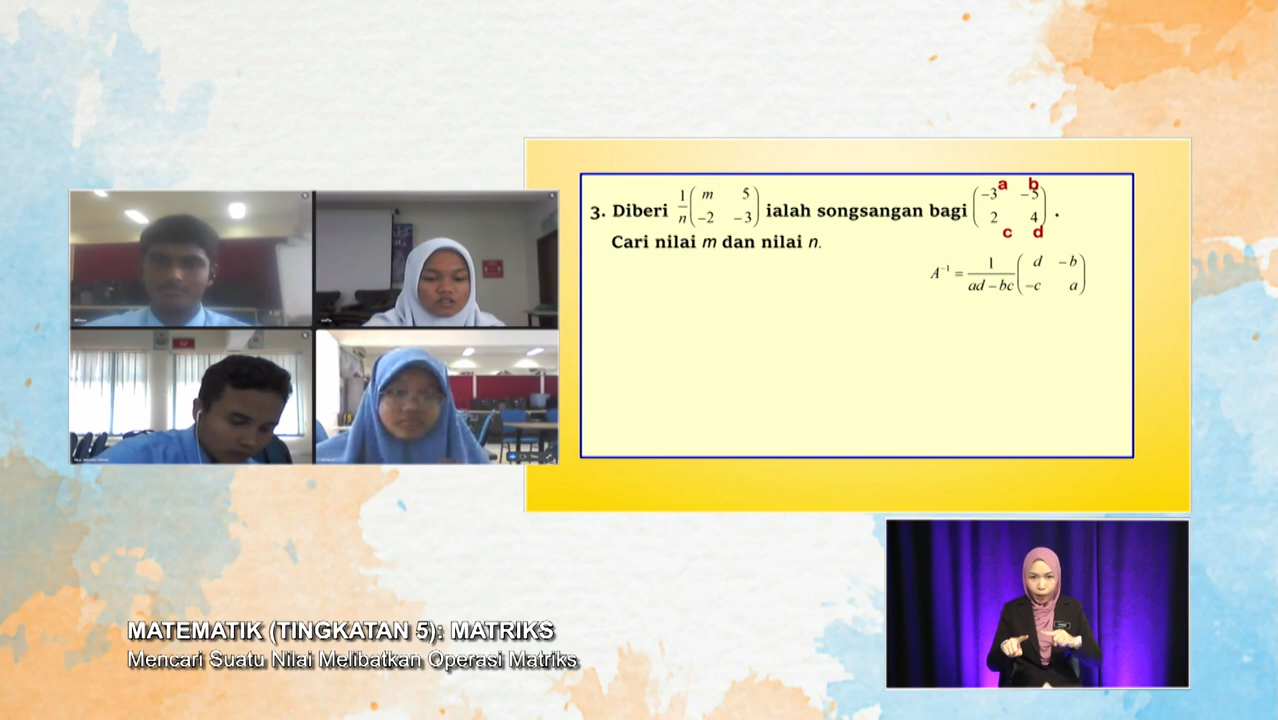 3. Diberi 1/n (m 5 / −2 −3) ialah songsangan bagi (−3 −5 / 2 4) .
a b
c d
Cari nilai m dan nilai n.
A⁻¹ = 1/(ad − bc) (d −b / −c a)
MATEMATIK (TINGKATAN 5): MATRIKS
Mencari Suatu Nilai Melibatkan Operasi Matriks